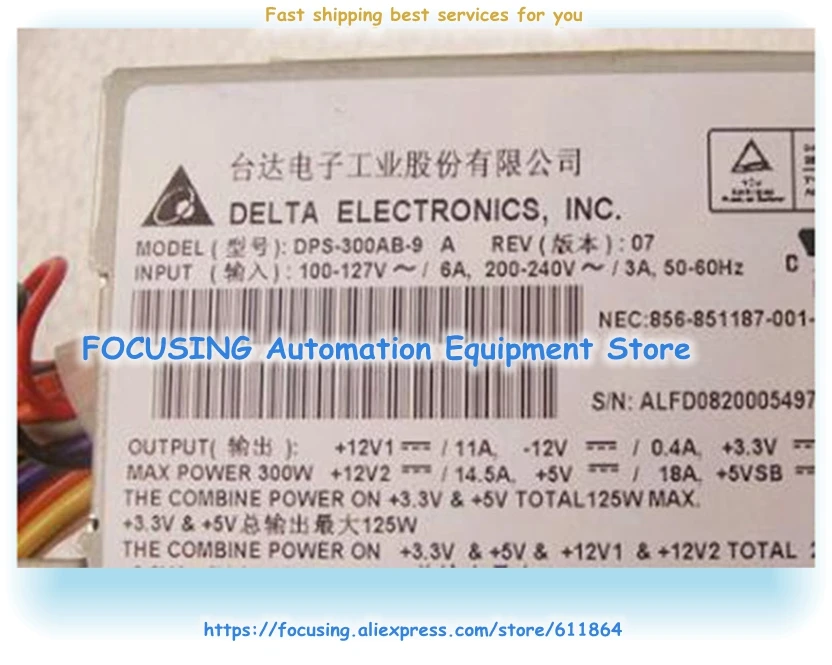 Fast shipping best services for you
台达电子工业股份有限公司
DELTA ELECTRONICS, INC.
MODEL (型号): DPS-300AB-9 A REV (版本): 07
INPUT (输入): 100-127V～/ 6A, 200-240V～/ 3A, 50-60Hz
C
NEC:856-851187-001-
FOCUSING Automation Equipment Store
S/N: ALFD0820005497
OUTPUT( 输出 ): +12V1 ⎓ / 11A, -12V ⎓ / 0.4A, +3.3V ⎓
MAX POWER 300W +12V2 ⎓ / 14.5A, +5V ⎓ / 18A, +5VSB ⎓
THE COMBINE POWER ON +3.3V & +5V TOTAL125W MAX.
+3.3V & +5V总输出最大125W
THE COMBINE POWER ON +3.3V & +5V & +12V1 & +12V2 TOTAL
https://focusing.aliexpress.com/store/611864